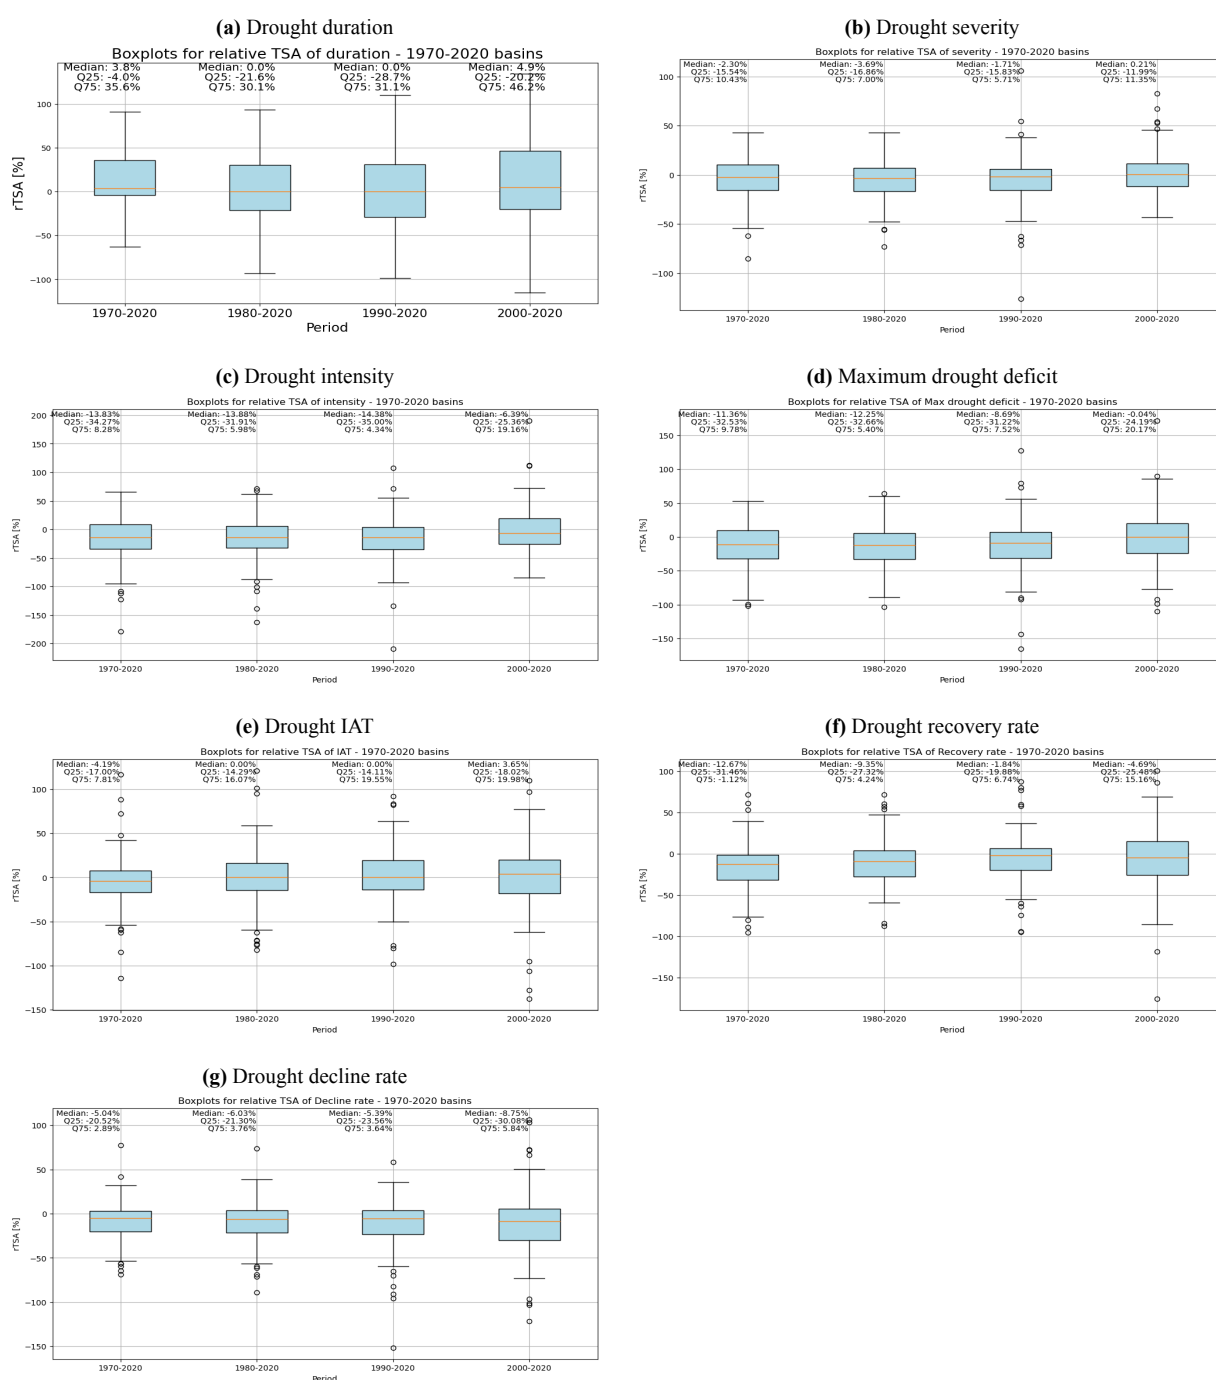 (a) Drought duration
Boxplots for relative TSA of duration - 1970-2020 basins
Median: 3.8% Median: 0.0% Median: 0.0% Median: 4.9%
Q25: -4.0% Q25: -21.6% Q25: -28.7% Q25: -20.2%
Q75: 35.6% Q75: 30.1% Q75: 31.1% Q75: 46.2%
100
50
0
−50
−100
rTSA [%]
1970-2020 1980-2020 1990-2020 2000-2020
Period
(b) Drought severity
Boxplots for relative TSA of severity - 1970-2020 basins
Median: -2.30% Median: -3.69% Median: -1.71% Median: 0.21%
Q25: -15.54% Q25: -16.86% Q25: -15.83% Q25: -11.99%
Q75: 10.43% Q75: 7.00% Q75: 5.71% Q75: 11.35%
100
50
0
−50
−100
rTSA [%]
1970-2020 1980-2020 1990-2020 2000-2020
Period
(c) Drought intensity
Boxplots for relative TSA of intensity - 1970-2020 basins
Median: -13.83% Median: -13.88% Median: -14.38% Median: -6.39%
Q25: -34.27% Q25: -31.91% Q25: -35.00% Q25: -25.36%
Q75: 8.28% Q75: 5.98% Q75: 4.34% Q75: 19.16%
200
150
100
50
0
−50
−100
−150
−200
rTSA [%]
1970-2020 1980-2020 1990-2020 2000-2020
Period
(d) Maximum drought deficit
Boxplots for relative TSA of Max drought deficit - 1970-2020 basins
Median: -11.36% Median: -12.25% Median: -8.69% Median: -0.04%
Q25: -32.53% Q25: -32.66% Q25: -31.22% Q25: -24.19%
Q75: 9.78% Q75: 5.40% Q75: 7.52% Q75: 20.17%
150
100
50
0
−50
−100
−150
rTSA [%]
1970-2020 1980-2020 1990-2020 2000-2020
Period
(e) Drought IAT
Boxplots for relative TSA of IAT - 1970-2020 basins
Median: -4.19% Median: 0.00% Median: 0.00% Median: 3.65%
Q25: -17.00% Q25: -14.29% Q25: -14.11% Q25: -18.02%
Q75: 7.81% Q75: 16.07% Q75: 19.55% Q75: 19.98%
100
50
0
−50
−100
−150
rTSA [%]
1970-2020 1980-2020 1990-2020 2000-2020
Period
(f) Drought recovery rate
Boxplots for relative TSA of Recovery rate - 1970-2020 basins
Median: -12.67% Median: -9.35% Median: -1.84% Median: -4.69%
Q25: -31.46% Q25: -27.32% Q25: -19.88% Q25: -25.48%
Q75: -1.12% Q75: 4.24% Q75: 6.74% Q75: 15.16%
100
50
0
−50
−100
−150
rTSA [%]
1970-2020 1980-2020 1990-2020 2000-2020
Period
(g) Drought decline rate
Boxplots for relative TSA of Decline rate - 1970-2020 basins
Median: -5.04% Median: -6.03% Median: -5.39% Median: -8.75%
Q25: -20.52% Q25: -21.30% Q25: -23.56% Q25: -30.08%
Q75: 2.89% Q75: 3.76% Q75: 3.64% Q75: 5.84%
100
50
0
−50
−100
−150
rTSA [%]
1970-2020 1980-2020 1990-2020 2000-2020
Period